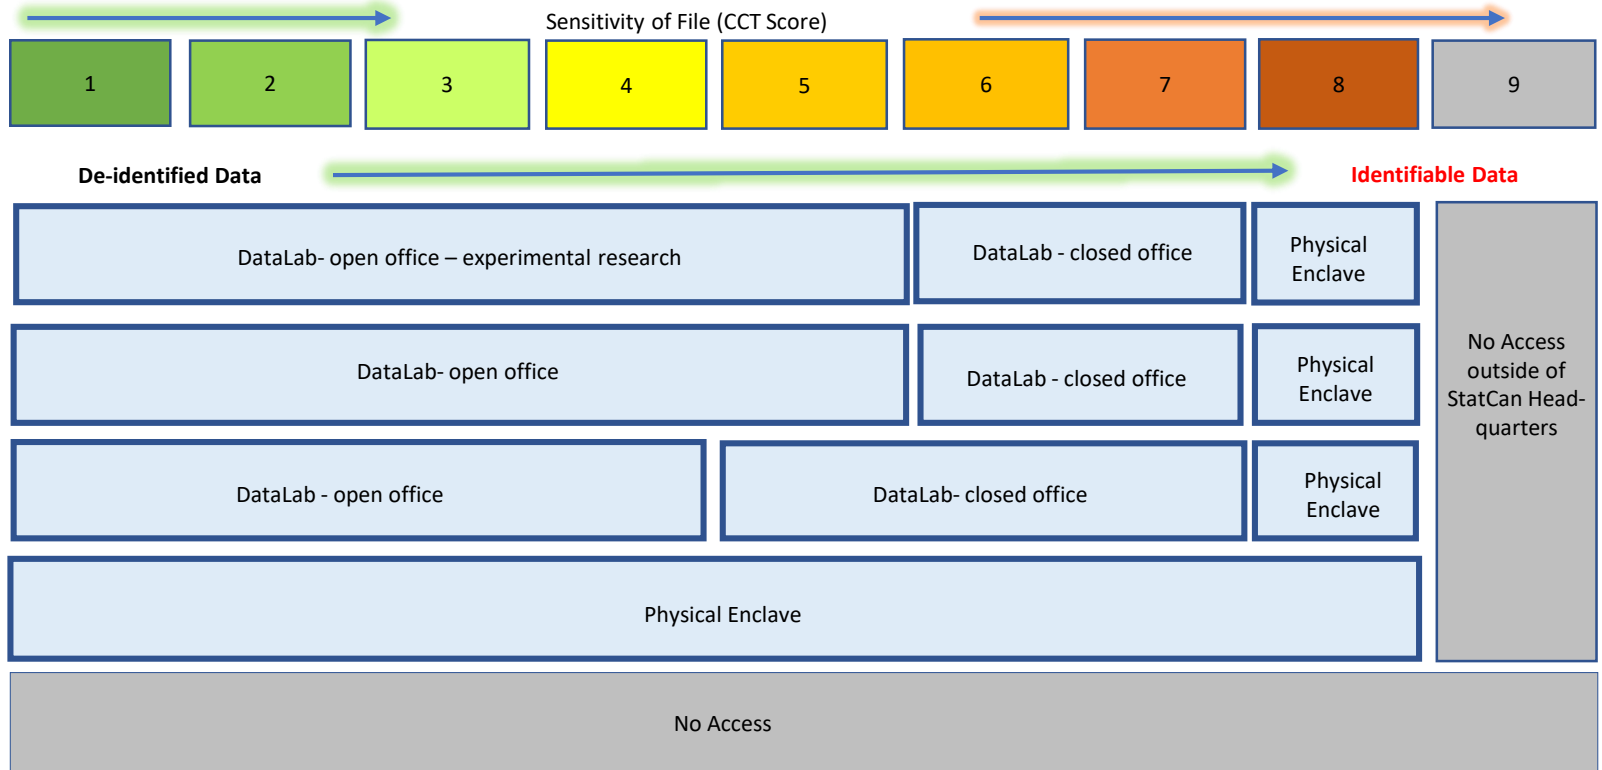 Sensitivity of File (CCT Score)
1
2
3
4
5
6
7
8
9
De-identified Data
Identifiable Data
DataLab- open office – experimental research
DataLab - closed office
Physical
Enclave
DataLab- open office
DataLab - closed office
Physical
Enclave
No Access
outside of
StatCan Head-
quarters
DataLab - open office
DataLab- closed office
Physical
Enclave
Physical Enclave
No Access